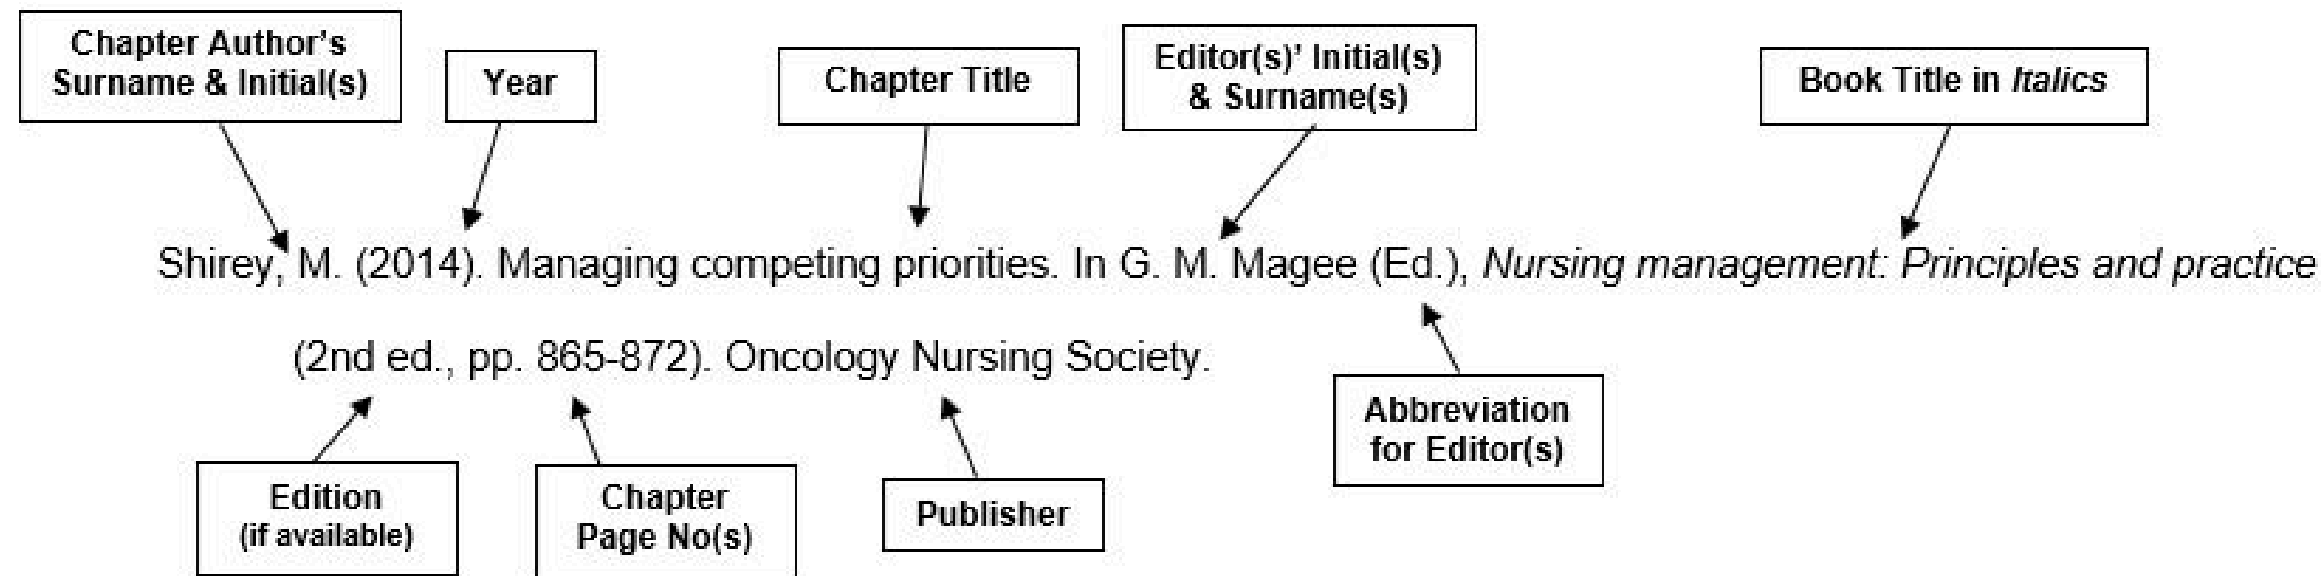 Chapter Author's
Surname & Initial(s)
Year
Chapter Title
Editor(s)' Initial(s)
& Surname(s)
Book Title in Italics
Shirey, M. (2014). Managing competing priorities. In G. M. Magee (Ed.), Nursing management: Principles and practice
(2nd ed., pp. 865-872). Oncology Nursing Society.
Abbreviation
for Editor(s)
Edition
(if available)
Chapter
Page No(s)
Publisher